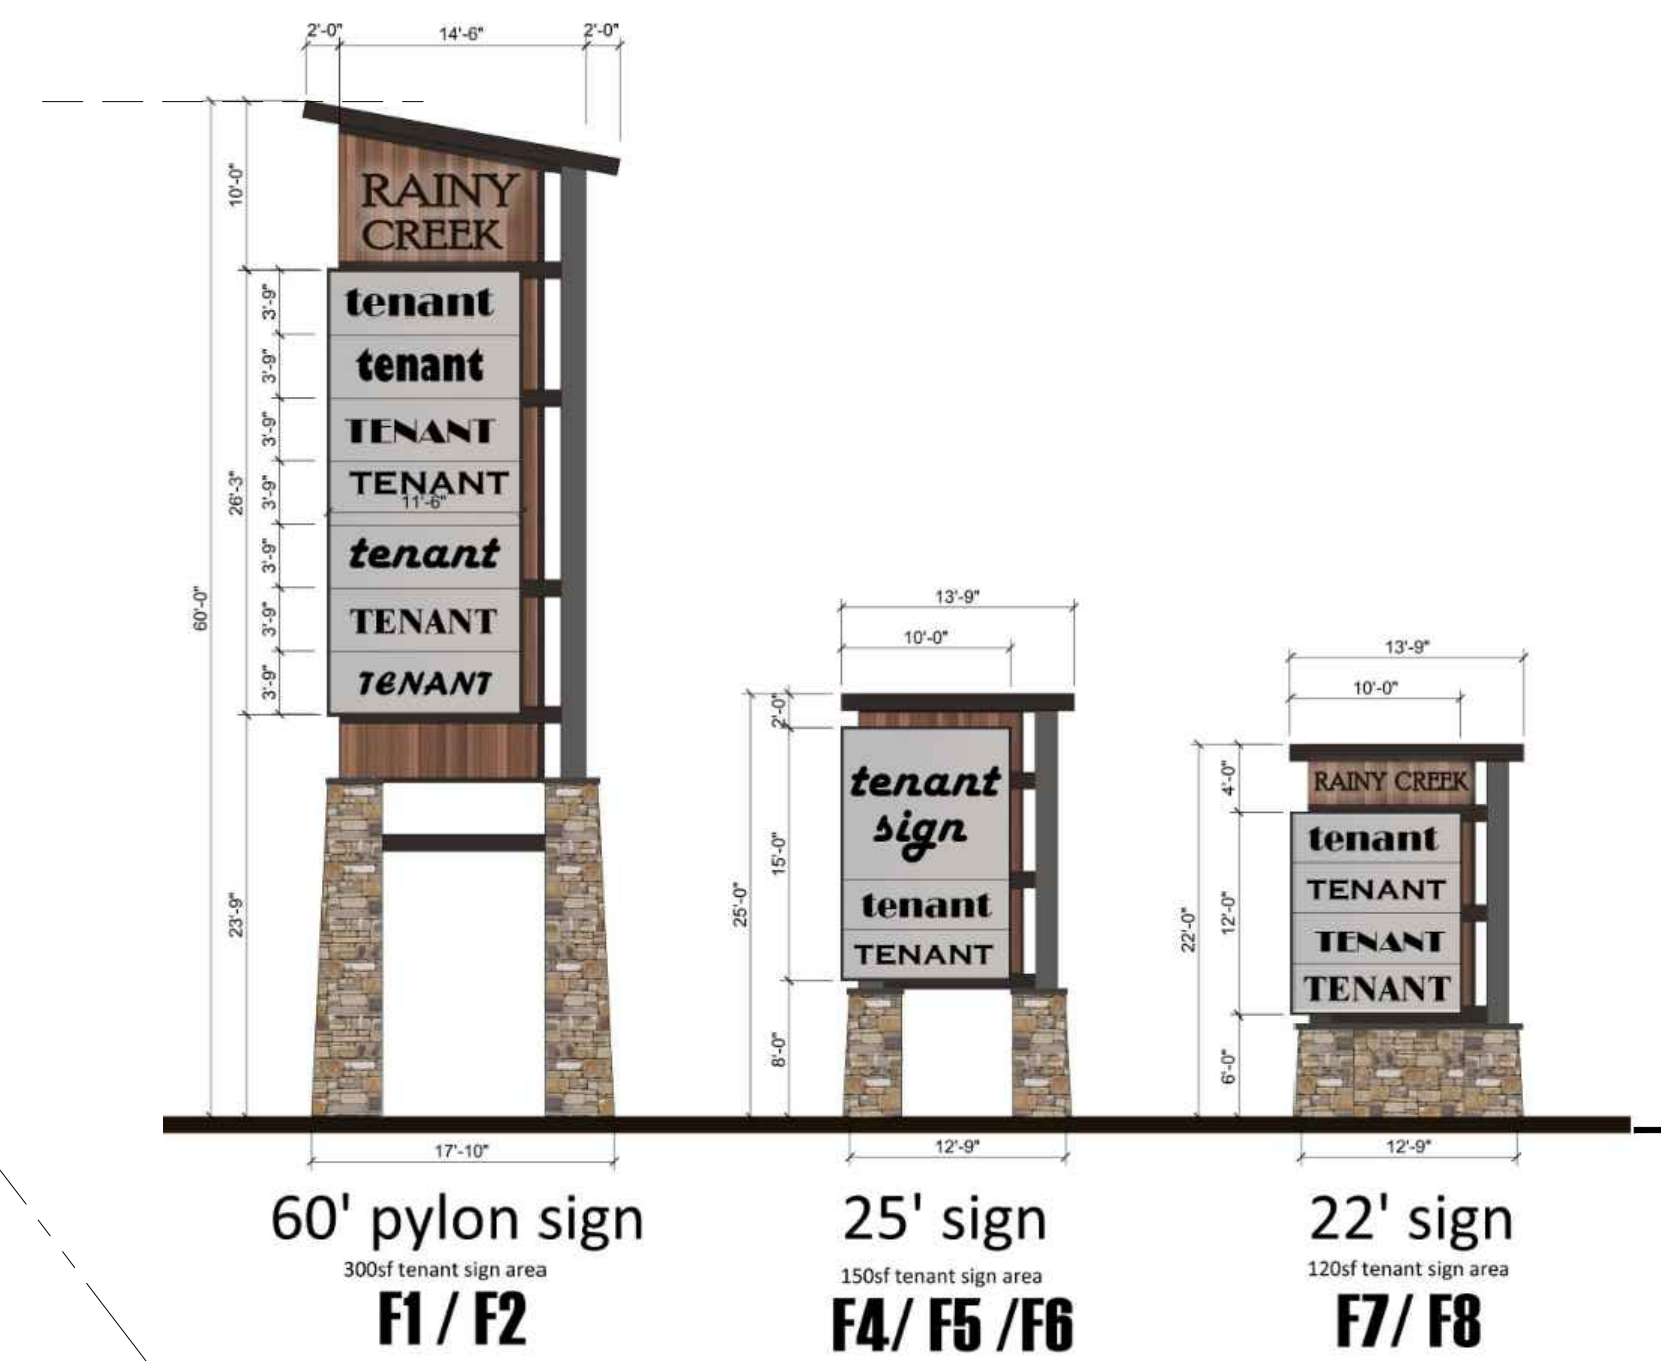 2'-0" 14'-6" 2'-0"
10'-0"
RAINY
CREEK
3'-9"
tenant
3'-9"
tenant
3'-9"
TENANT
3'-9"
TENANT
11'-6"
26'-3"
3'-9"
tenant
60'-0"
3'-9"
TENANT
3'-9"
TENANT
23'-9"
17'-10"
60' pylon sign
300sf tenant sign area
F1 / F2
13'-9"
10'-0"
2'-0"
tenant
sign
15'-0"
25'-0"
tenant
TENANT
8'-0"
12'-9"
25' sign
150sf tenant sign area
F4/ F5 /F6
13'-9"
10'-0"
4'-0"
RAINY CREEK
tenant
TENANT
12'-0"
22'-0"
TENANT
TENANT
6'-0"
12'-9"
22' sign
120sf tenant sign area
F7/ F8